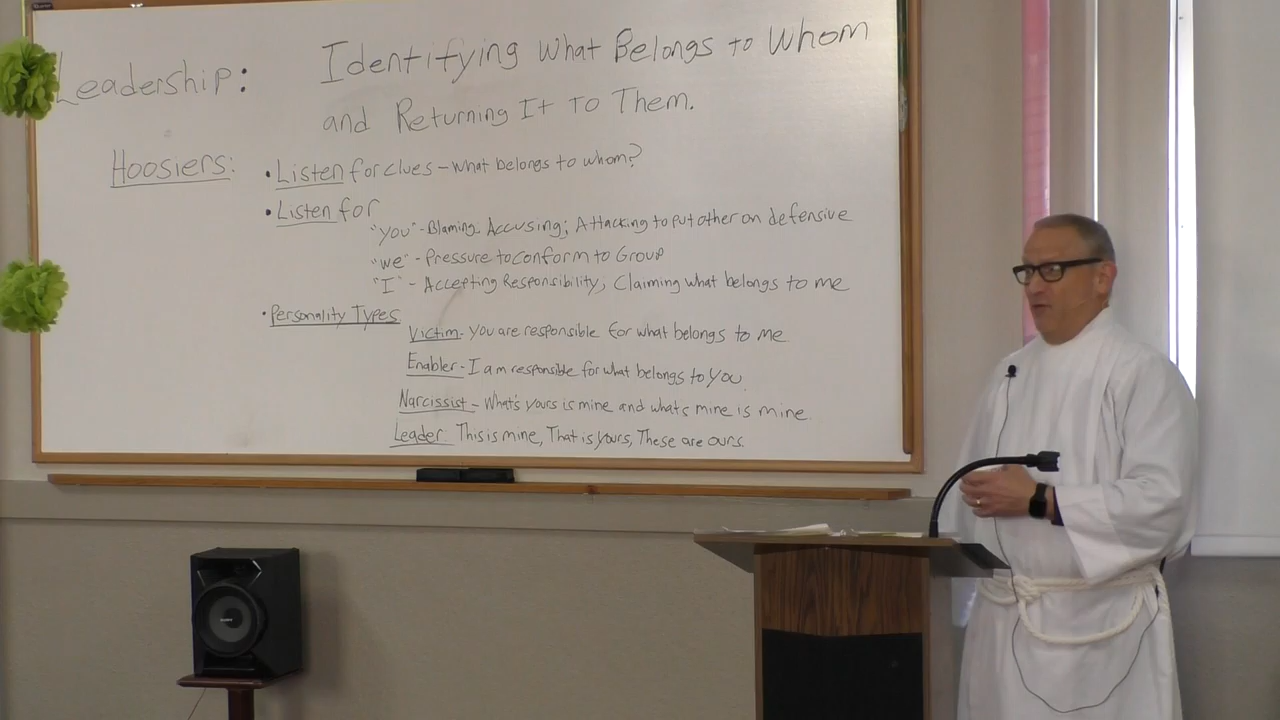 Leadership: Identifying What Belongs to Whom
and Returning It To Them.
Hoosiers: • Listen for clues - what belongs to whom?
• Listen for
"you" - Blaming; Accusing; Attacking to put other on defensive
"we" - Pressure to conform to Group
"I" - Accepting Responsibility; Claiming what belongs to me
• Personality Types
Victim - You are responsible for what belongs to me
Enabler - I am responsible for what belongs to you.
Narcissist - What's yours is mine and whats mine is mine.
Leader This is mine, That is yours, These are ours.
SONY